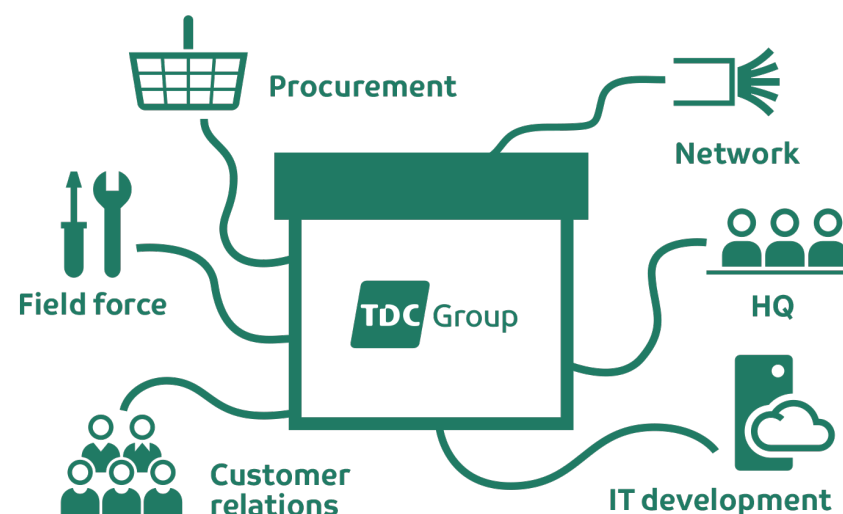 Procurement
Network
Field force
HQ
TDC Group
Customer
relations
IT development